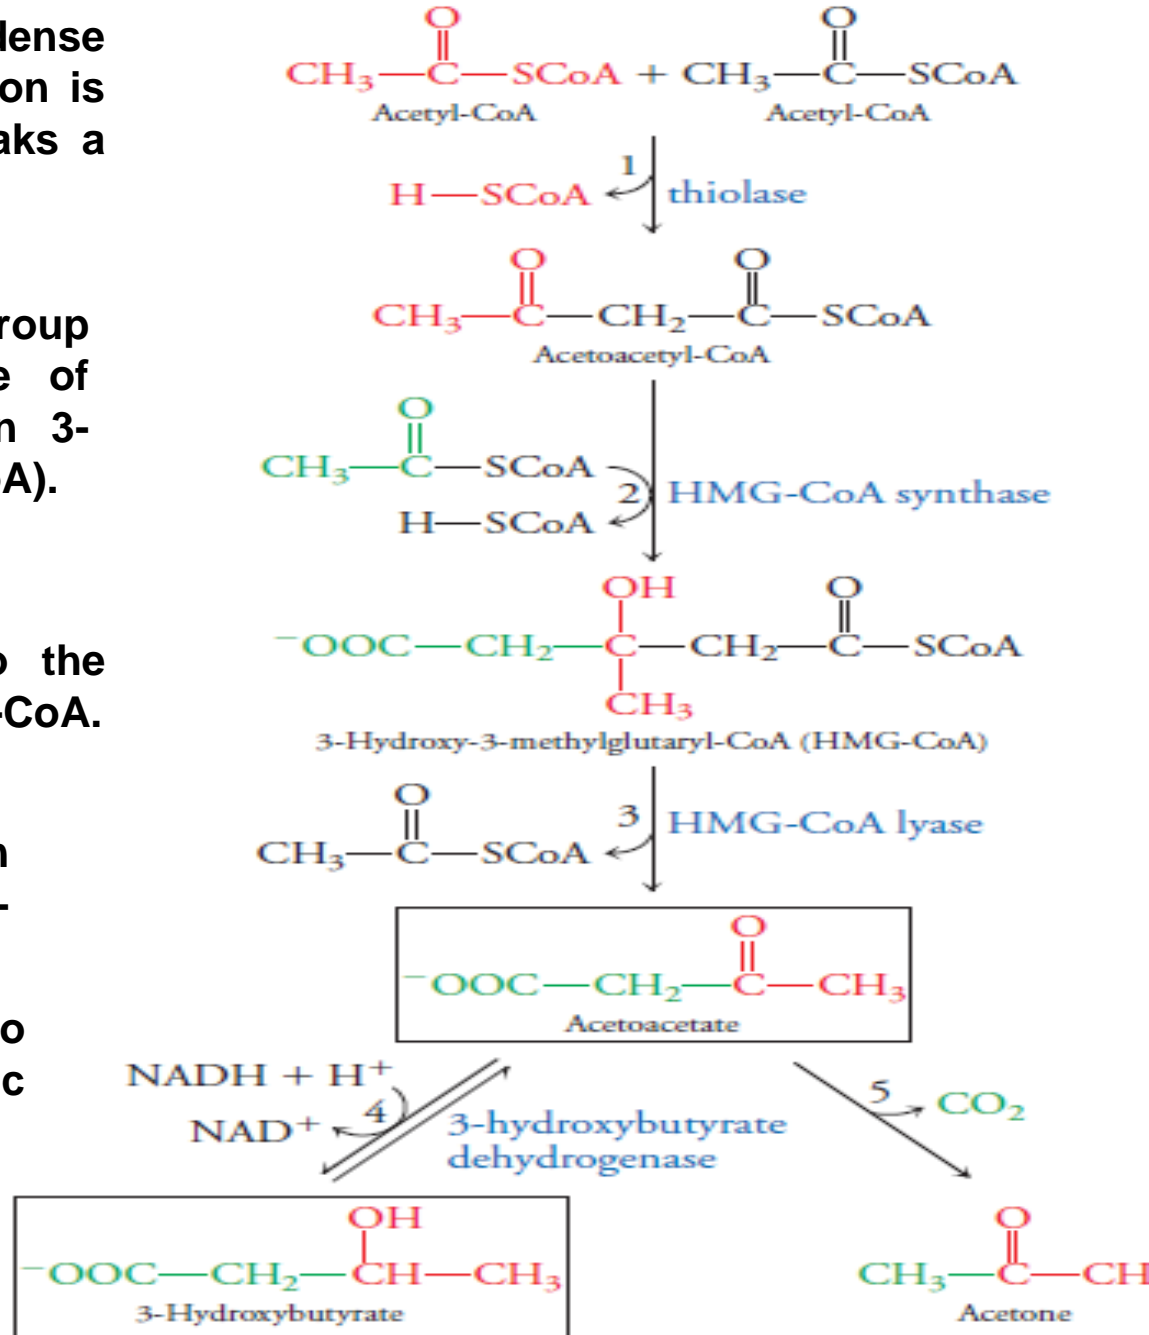 dense
on is
aks a
roup
e of
n 3-
oA).
o the
-CoA.
n
-
o
c
O O
CH₃—C—SCoA + CH₃—C—SCoA
Acetyl-CoA Acetyl-CoA
1
H—SCoA thiolase
O O
CH₃—C—CH₂—C—SCoA
Acetoacetyl-CoA
O
CH₃—C—SCoA
2 HMG-CoA synthase
H—SCoA
OH O
⁻OOC—CH₂—C—CH₂—C—SCoA
CH₃
3-Hydroxy-3-methylglutaryl-CoA (HMG-CoA)
O
3 HMG-CoA lyase
CH₃—C—SCoA
O
⁻OOC—CH₂—C—CH₃
Acetoacetate
NADH + H⁺
4
NAD⁺
3-hydroxybutyrate
dehydrogenase
5 CO₂
OH
⁻OOC—CH₂—CH—CH₃
3-Hydroxybutyrate
O
CH₃—C—CH
Acetone